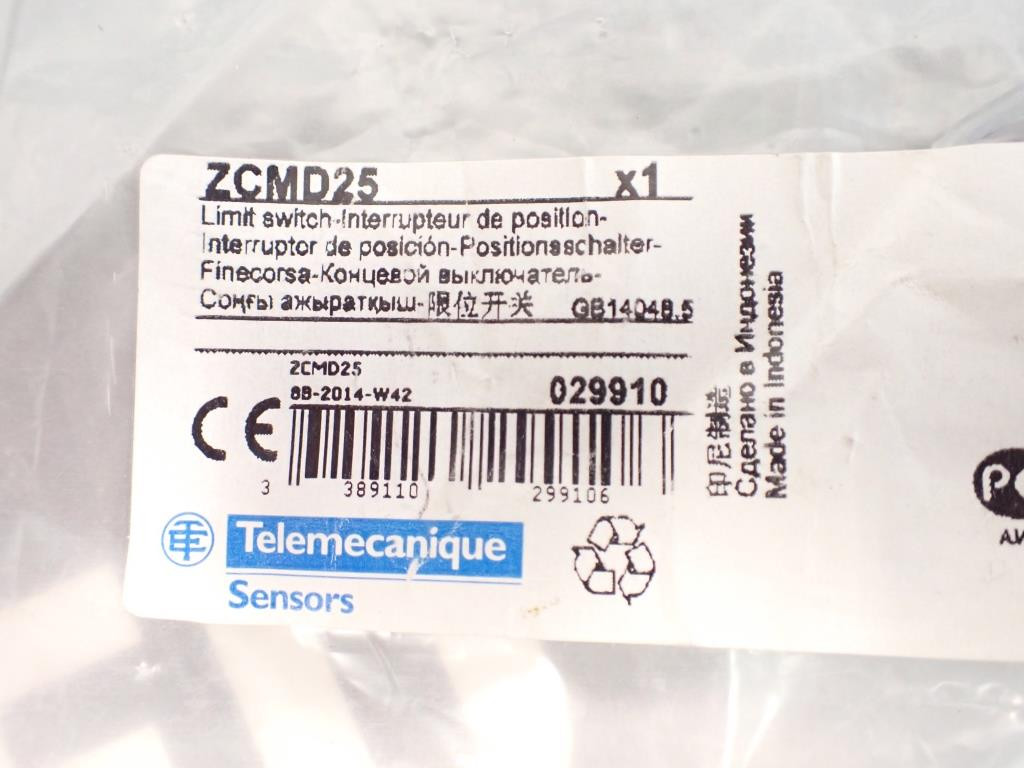 ZCMD25 x1
Limit switch-Interrupteur de position-
Interruptor de posición-Positionsschalter-
Finecorsa-Концевой выключатель-
Соңғы ажыратқыш-限位开关 GB14048.5
ZCMD25
8B-2014-W42 029910
CE
3 389110 299106
TE Telemecanique
Sensors
印尼制造
Сделано в Индонезии
Made in Indonesia